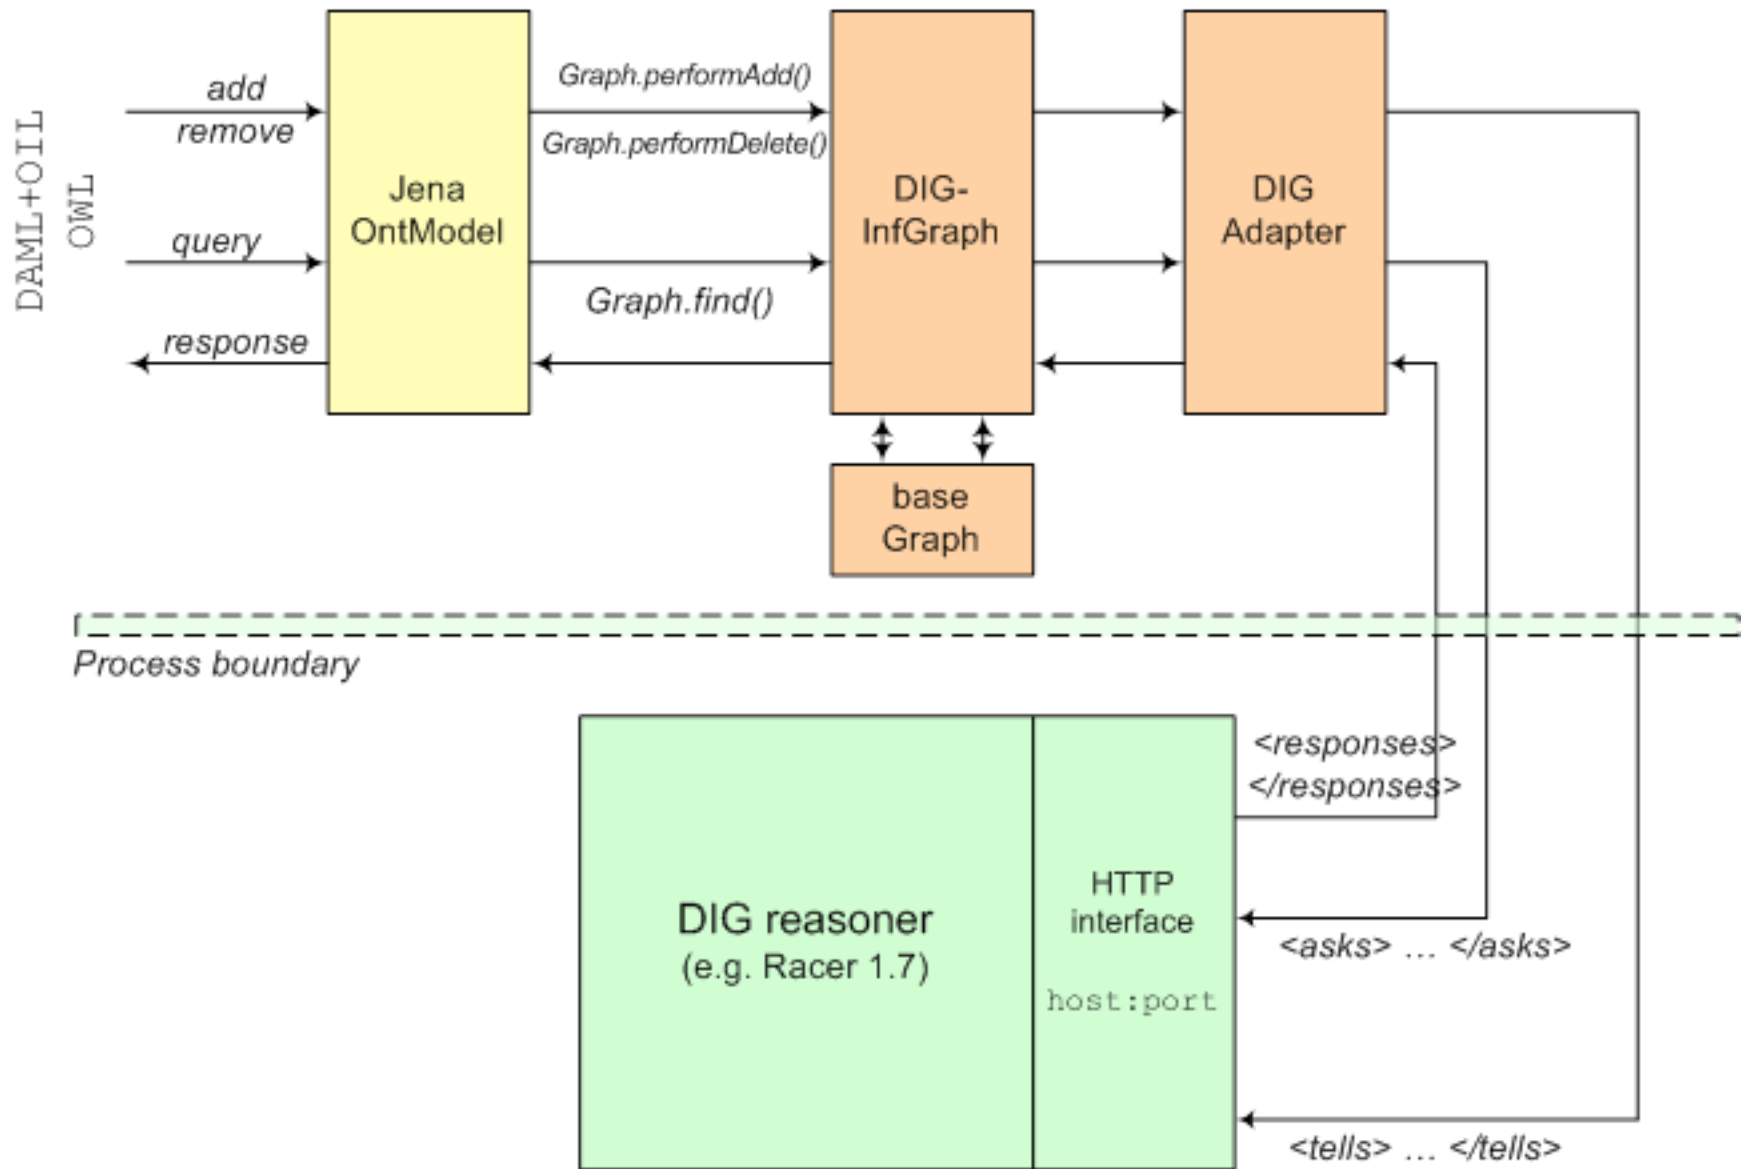 DAML+OIL
OWL
add
remove
query
response
Jena
OntModel
Graph.performAdd()
Graph.performDelete()
Graph.find()
DIG-
InfGraph
DIG
Adapter
base
Graph
Process boundary
DIG reasoner
(e.g. Racer 1.7)
HTTP
interface
host:port
<responses>
</responses>
<asks> ... </asks>
<tells> ... </tells>